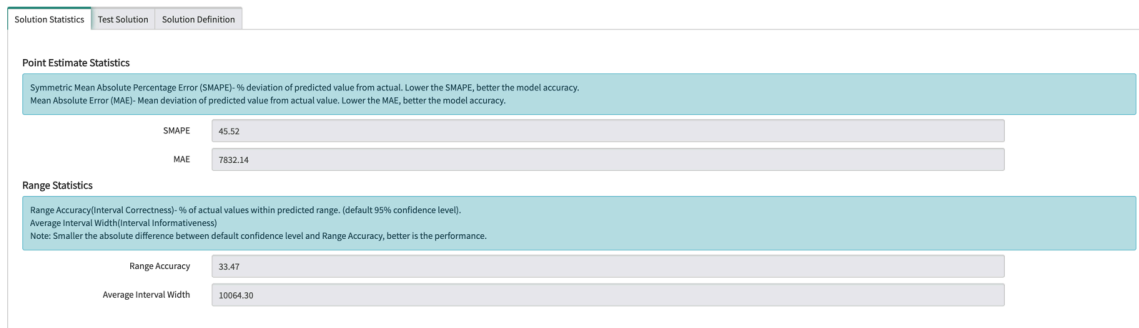 Solution Statistics Test Solution Solution Definition
Point Estimate Statistics
Symmetric Mean Absolute Percentage Error (SMAPE)- % deviation of predicted value from actual. Lower the SMAPE, better the model accuracy.
Mean Absolute Error (MAE)- Mean deviation of predicted value from actual value. Lower the MAE, better the model accuracy.
SMAPE 45.52
MAE 7832.14
Range Statistics
Range Accuracy(Interval Correctness)- % of actual values within predicted range. (default 95% confidence level).
Average Interval Width(Interval Informativeness)
Note: Smaller the absolute difference between default confidence level and Range Accuracy, better is the performance.
Range Accuracy 33.47
Average Interval Width 10064.30